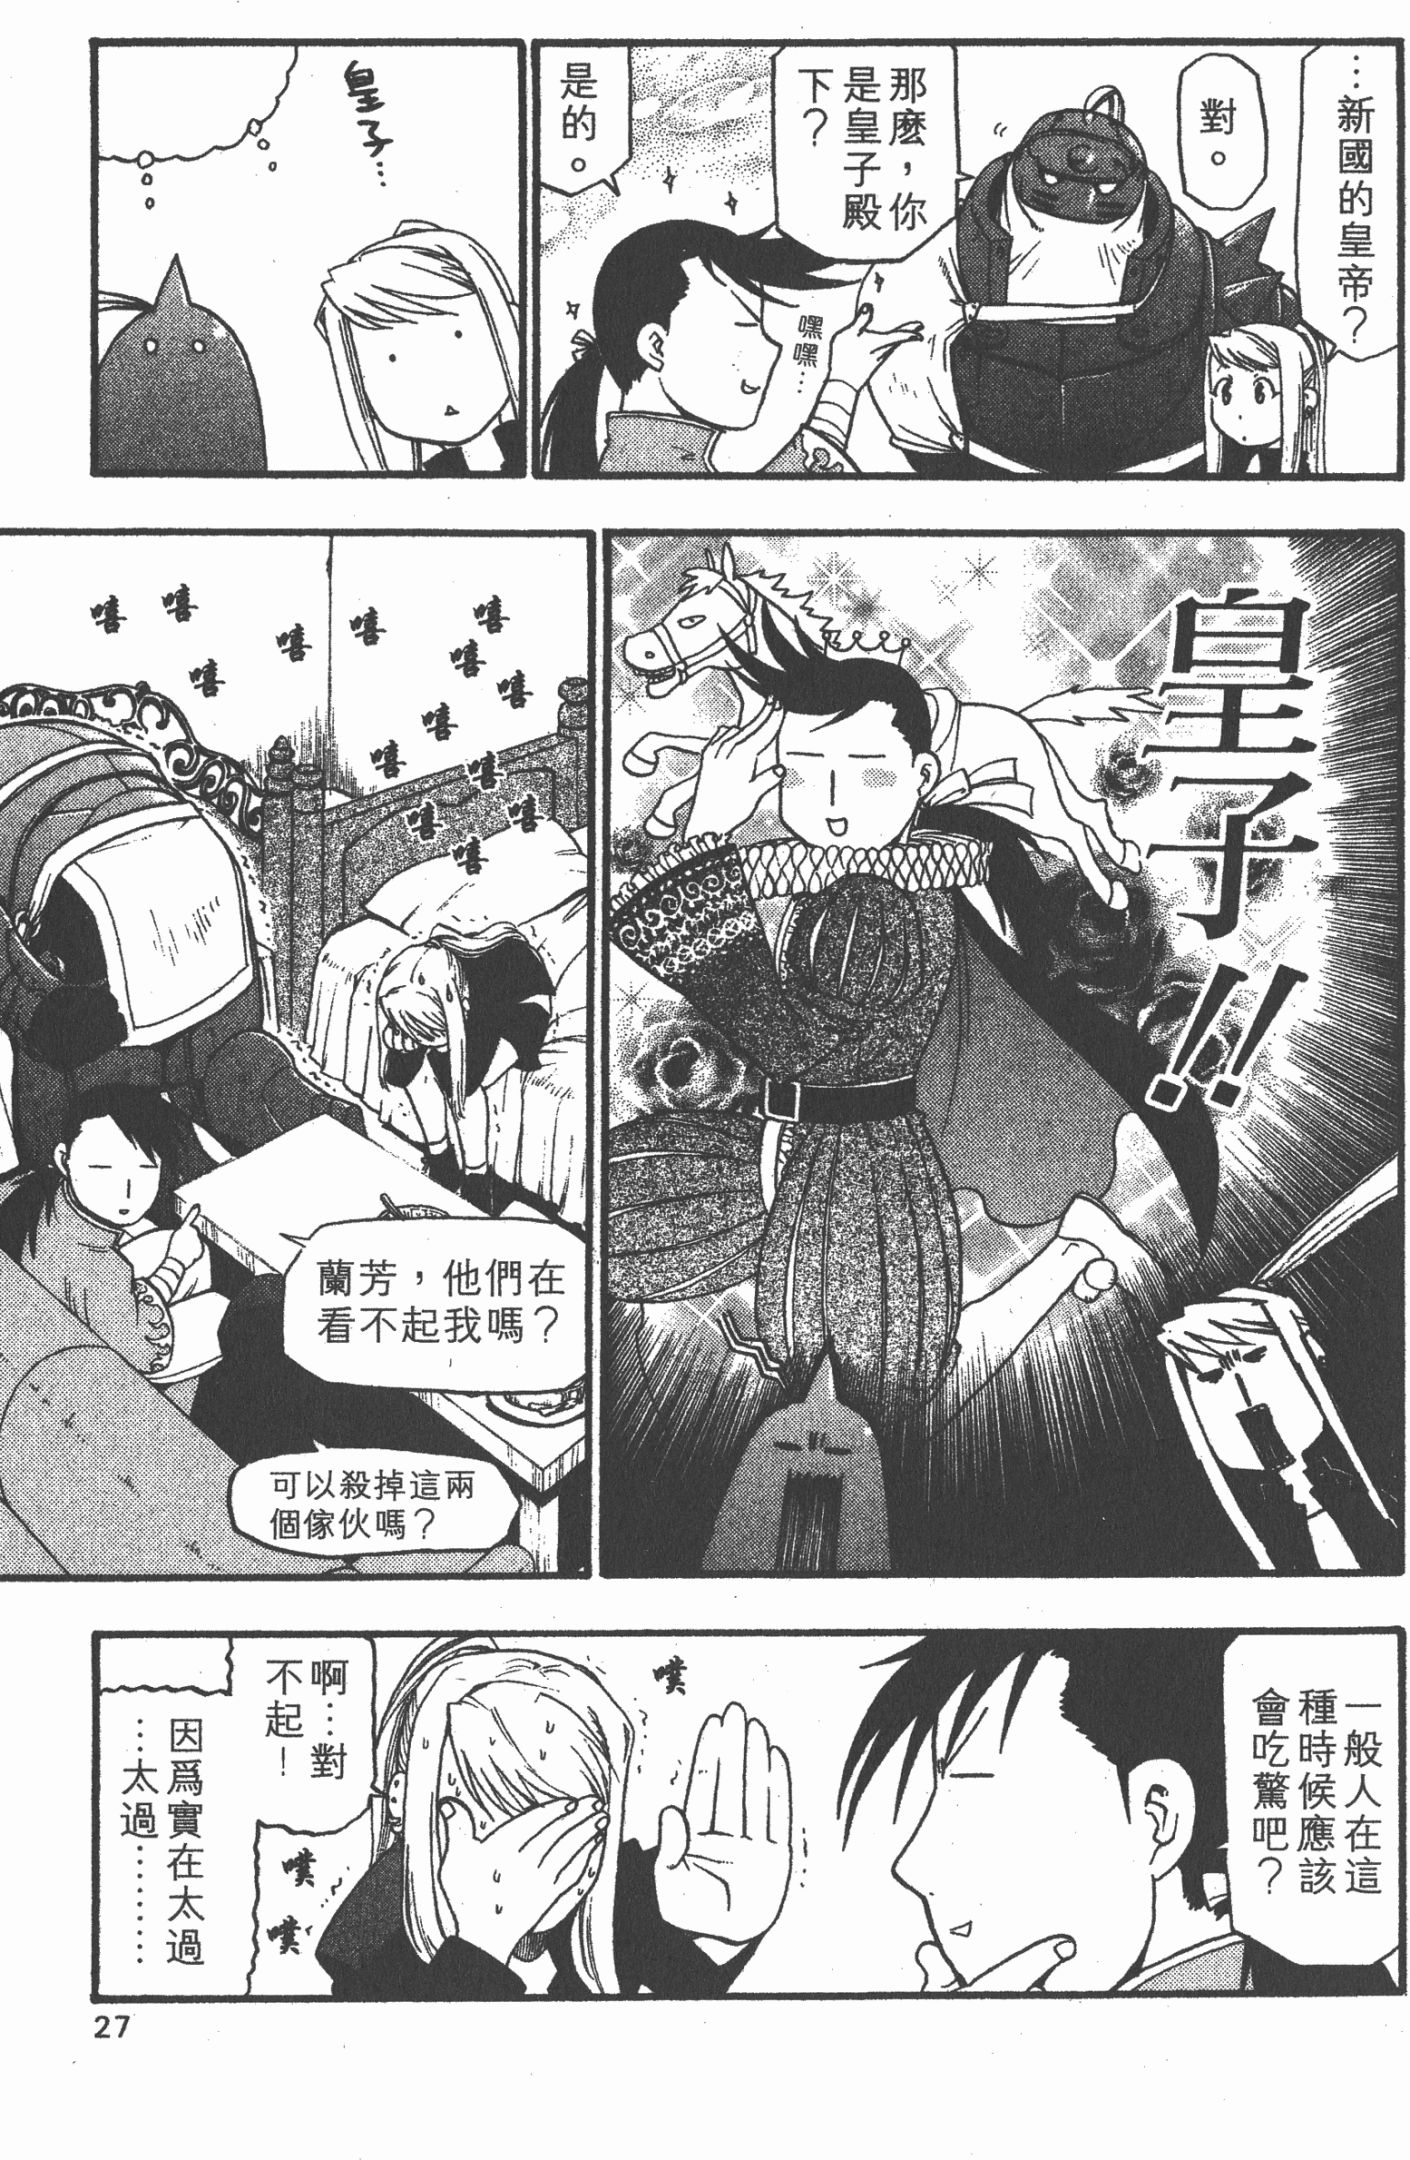 …新國的皇帝？
對。
那麼，你
是皇子殿
下？
嘿嘿…
是的。
皇子…
皇子!!
嘻
嘻
嘻
嘻
嘻
嘻
嘻
嘻
嘻
嘻
嘻
嘻
嘻
蘭芳，他們在
看不起我嗎？
可以殺掉這兩
個傢伙嗎？
一般人在這
種時候應該
會吃驚吧？
噗
啊…對
不起！
噗
噗
因爲實在太過
…太過………
27